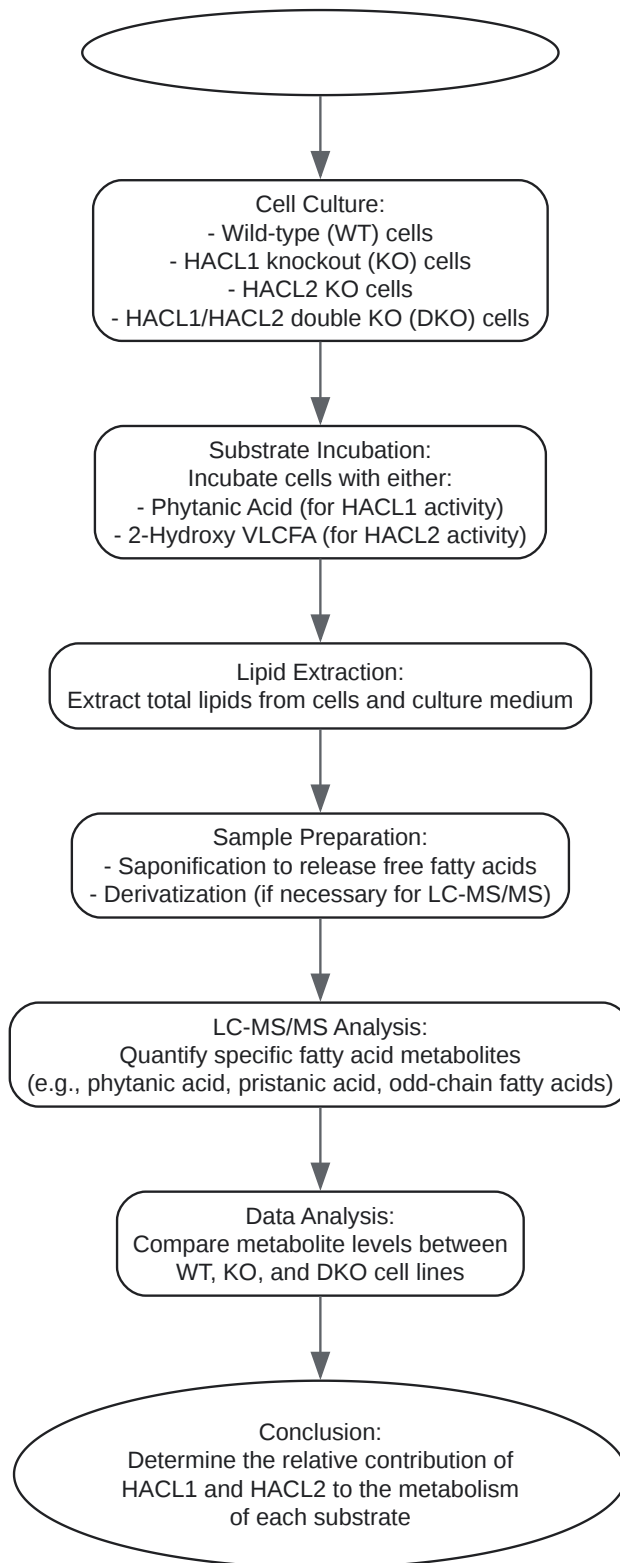 Cell Culture:
- Wild-type (WT) cells
- HACL1 knockout (KO) cells
- HACL2 KO cells
- HACL1/HACL2 double KO (DKO) cells
Substrate Incubation:
Incubate cells with either:
- Phytanic Acid (for HACL1 activity)
- 2-Hydroxy VLCFA (for HACL2 activity)
Lipid Extraction:
Extract total lipids from cells and culture medium
Sample Preparation:
- Saponification to release free fatty acids
- Derivatization (if necessary for LC-MS/MS)
LC-MS/MS Analysis:
Quantify specific fatty acid metabolites
(e.g., phytanic acid, pristanic acid, odd-chain fatty acids)
Data Analysis:
Compare metabolite levels between
WT, KO, and DKO cell lines
Conclusion:
Determine the relative contribution of
HACL1 and HACL2 to the metabolism
of each substrate